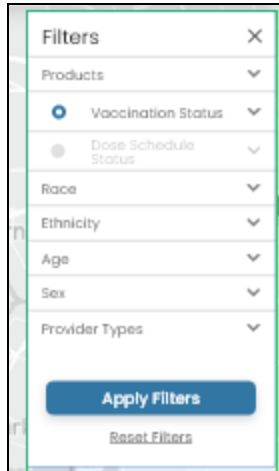 Filters
Products
Vaccination Status
Dose Schedule
Status
Race
Ethnicity
Age
Sex
Provider Types
Apply Filters
Reset Filters